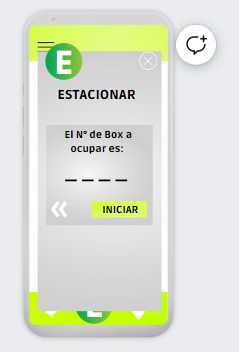 E
ESTACIONAR
El N° de Box a
ocupar es:
_ _ _ _
INICIAR
E